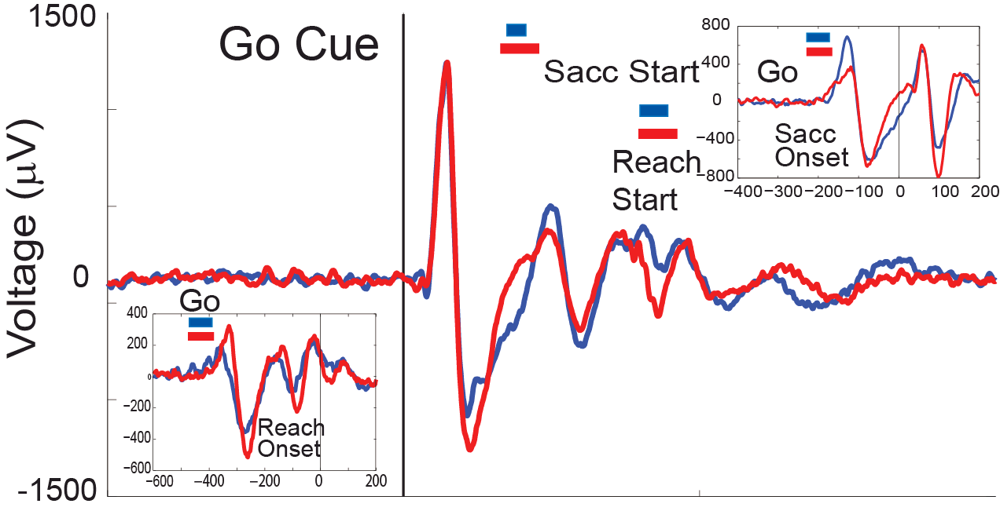 1500
Go Cue
Sacc Start
Reach
Start
Voltage (μV)
0
-1500
800
400
0
−400
−800
Go
Sacc
Onset
−400 −300 −200 −100 0 100 200
Go
400
200
0
−200
−400
−600
Reach
Onset
−600 −400 −200 0 200